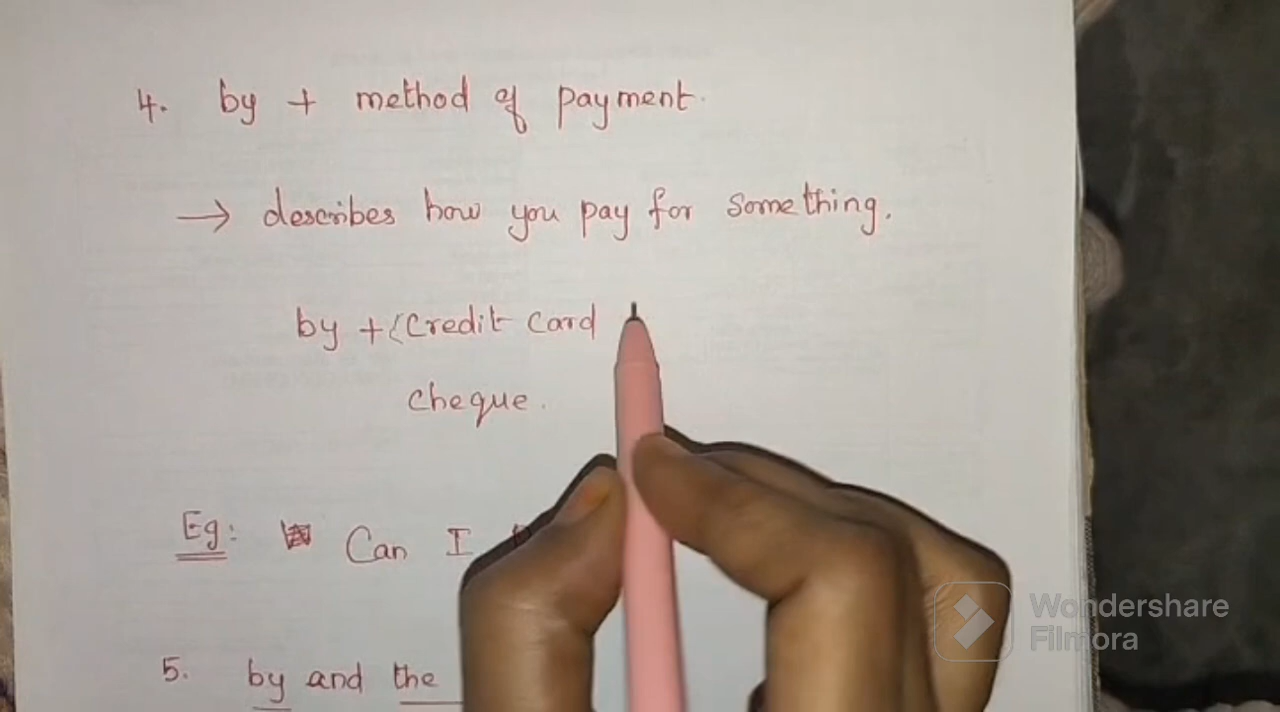 4. by + method of payment.
→ describes how you pay for something.
by + (Credit card
cheque.
Eg: Can I
5. by and the
Wondershare
Filmora